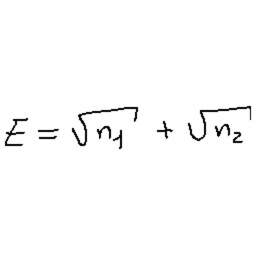 E = √n₁ + √n₂